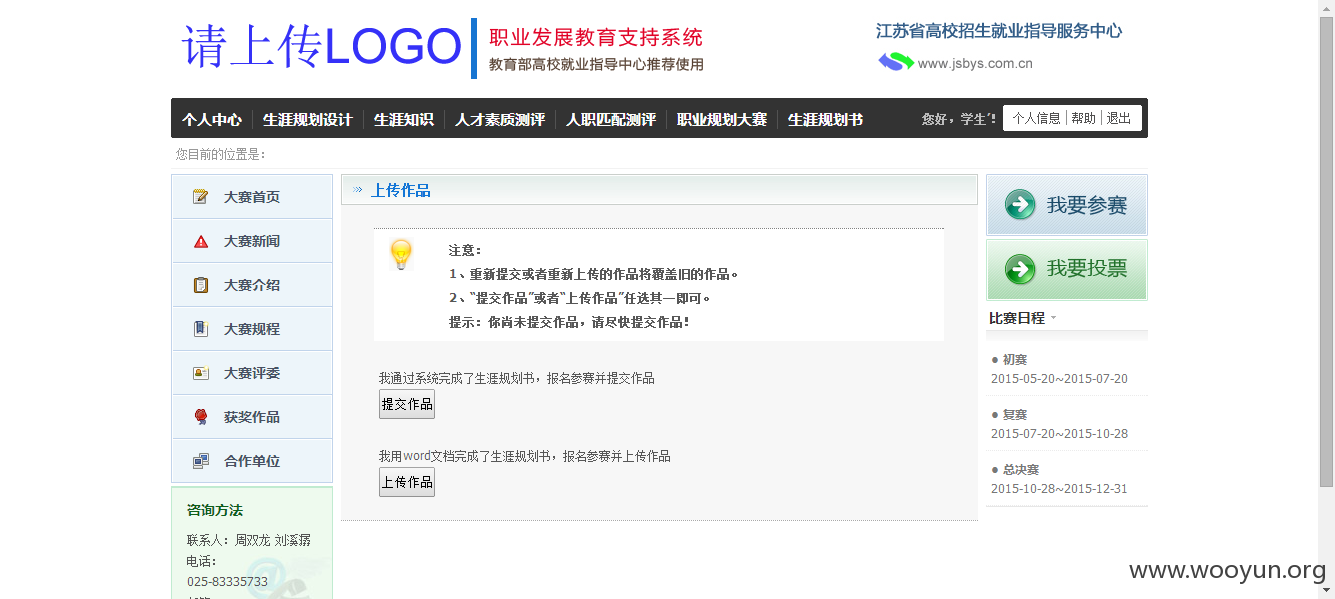 请上传LOGO
职业发展教育支持系统
教育部高校就业指导中心推荐使用
江苏省高校招生就业指导服务中心
www.jsbys.com.cn
个人中心 生涯规划设计 生涯知识 人才素质测评 人职匹配测评 职业规划大赛 生涯规划书 您好，学生'! 个人信息 帮助 退出
您目前的位置是：
大赛首页
大赛新闻
大赛介绍
大赛规程
大赛评委
获奖作品
合作单位
咨询方法
联系人：周双龙 刘溪孱
电话：
025-83335733
上传作品
注意：
1、重新提交或者重新上传的作品将覆盖旧的作品。
2、“提交作品”或者“上传作品”任选其一即可。
提示：你尚未提交作品，请尽快提交作品！
我通过系统完成了生涯规划书，报名参赛并提交作品
提交作品
我用word文档完成了生涯规划书，报名参赛并上传作品
上传作品
我要参赛
我要投票
比赛日程
● 初赛
2015-05-20~2015-07-20
● 复赛
2015-07-20~2015-10-28
● 总决赛
2015-10-28~2015-12-31
www.wooyun.org